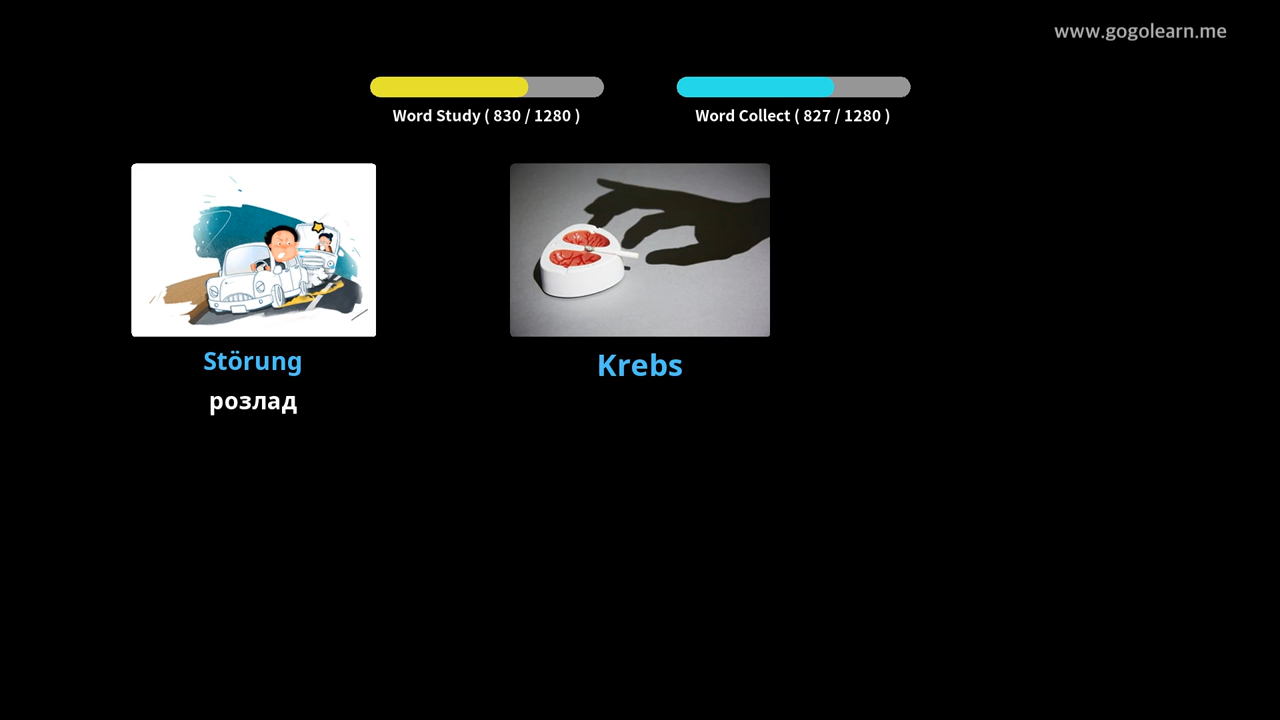 www.gogolearn.me
Word Study ( 830 / 1280 )
Word Collect ( 827 / 1280 )
Störung
розлад
Krebs